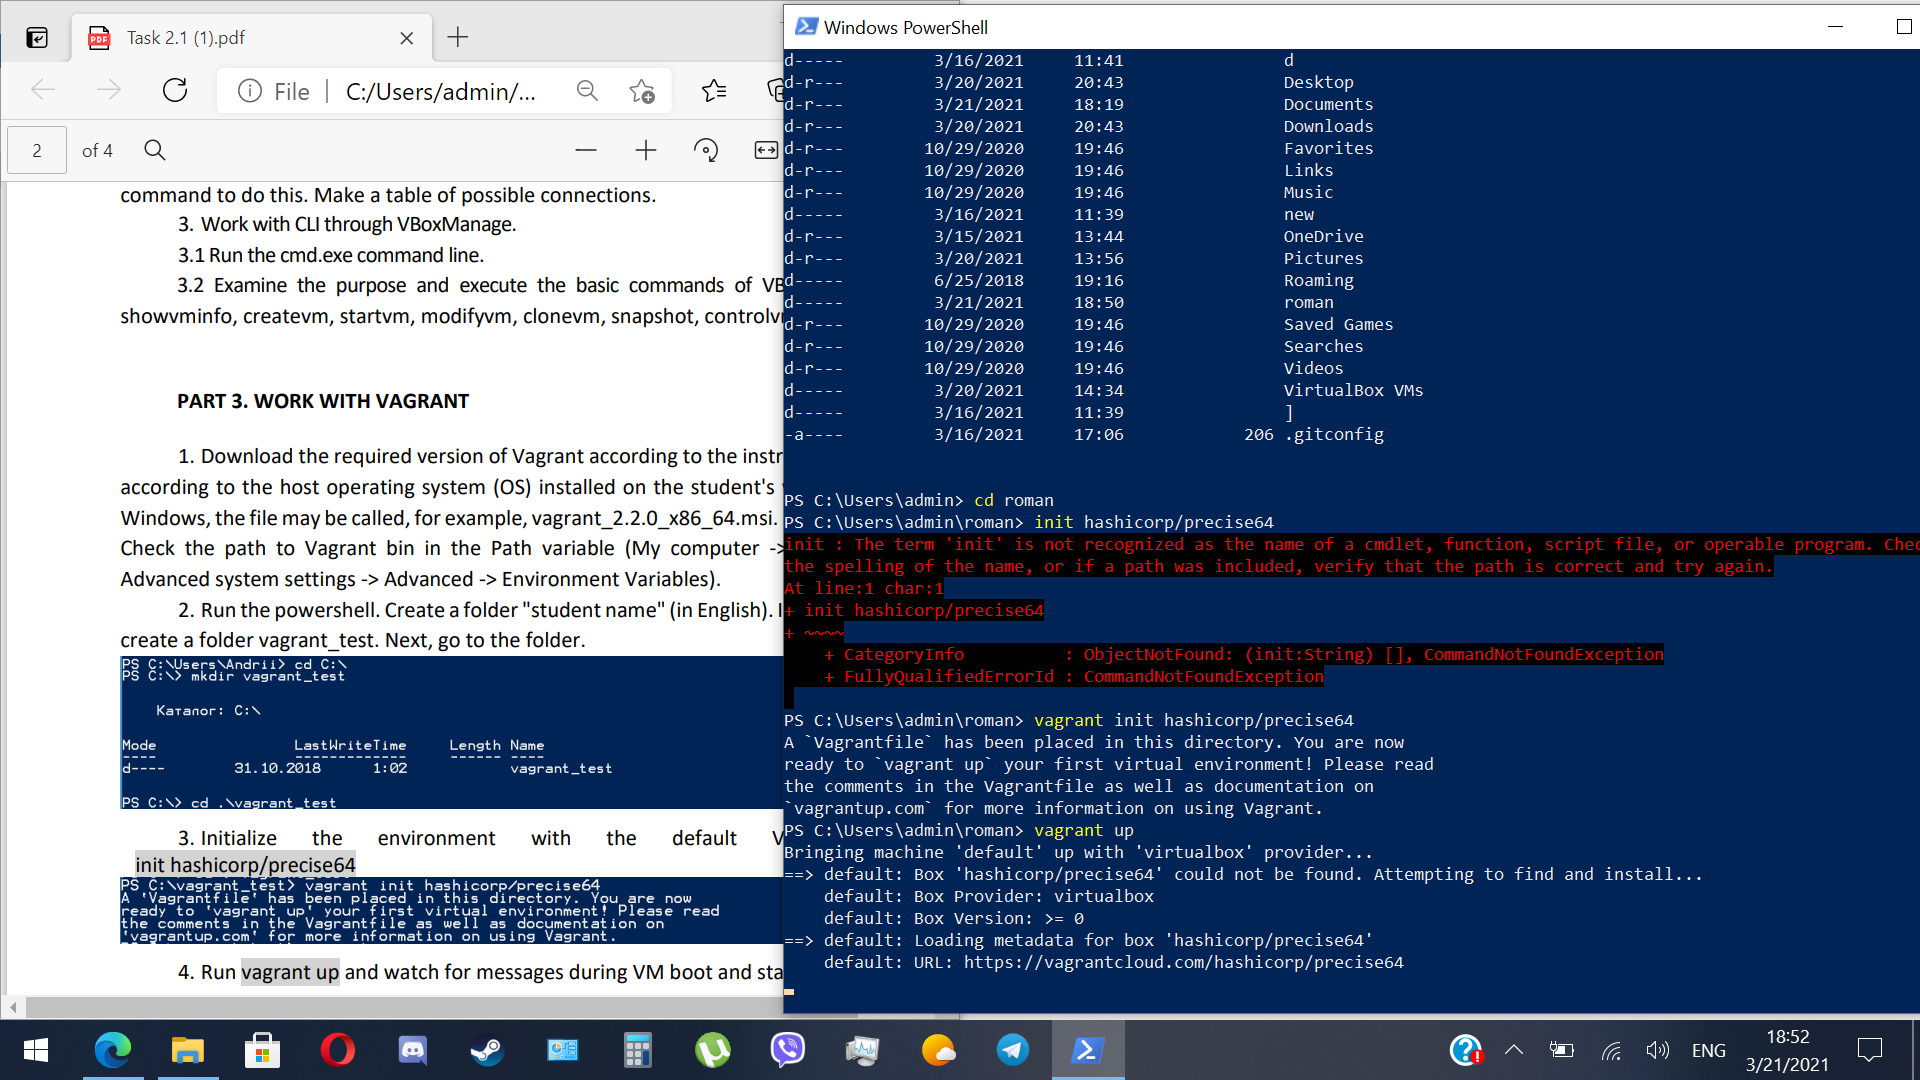 Task 2.1 (1).pdf
File | C:/Users/admin/...
2 of 4
command to do this. Make a table of possible connections.
3. Work with CLI through VBoxManage.
3.1 Run the cmd.exe command line.
3.2 Examine the purpose and execute the basic commands of VB
showvminfo, createvm, startvm, modifyvm, clonevm, snapshot, controlv
PART 3. WORK WITH VAGRANT
1. Download the required version of Vagrant according to the instr
according to the host operating system (OS) installed on the student's
Windows, the file may be called, for example, vagrant_2.2.0_x86_64.msi.
Check the path to Vagrant bin in the Path variable (My computer ->
Advanced system settings -> Advanced -> Environment Variables).
2. Run the powershell. Create a folder "student name" (in English). I
create a folder vagrant_test. Next, go to the folder.
PS C:\Users\Andrii> cd C:\
PS C:\> mkdir vagrant_test
Каталог: C:\
Mode LastWriteTime Length Name
---- ------------- ------ ----
d---- 31.10.2018 1:02 vagrant_test
PS C:\> cd .\vagrant_test
3. Initialize the environment with the default V
init hashicorp/precise64
PS C:\vagrant_test> vagrant init hashicorp/precise64
A 'Vagrantfile' has been placed in this directory. You are now
ready to 'vagrant up' your first virtual environment! Please read
the comments in the Vagrantfile as well as documentation on
'vagrantup.com' for more information on using Vagrant.
4. Run vagrant up and watch for messages during VM boot and sta
Windows PowerShell
d----- 3/16/2021 11:41 d
d-r--- 3/20/2021 20:43 Desktop
d-r--- 3/21/2021 18:19 Documents
d-r--- 3/20/2021 20:43 Downloads
d-r--- 10/29/2020 19:46 Favorites
d-r--- 10/29/2020 19:46 Links
d-r--- 10/29/2020 19:46 Music
d----- 3/16/2021 11:39 new
d-r--- 3/15/2021 13:44 OneDrive
d-r--- 3/20/2021 13:56 Pictures
d----- 6/25/2018 19:16 Roaming
d----- 3/21/2021 18:50 roman
d-r--- 10/29/2020 19:46 Saved Games
d-r--- 10/29/2020 19:46 Searches
d-r--- 10/29/2020 19:46 Videos
d----- 3/20/2021 14:34 VirtualBox VMs
d----- 3/16/2021 11:39 ]
-a---- 3/16/2021 17:06 206 .gitconfig
PS C:\Users\admin> cd roman
PS C:\Users\admin\roman> init hashicorp/precise64
init : The term 'init' is not recognized as the name of a cmdlet, function, script file, or operable program. Chec
the spelling of the name, or if a path was included, verify that the path is correct and try again.
At line:1 char:1
+ init hashicorp/precise64
+ ~~~~
+ CategoryInfo : ObjectNotFound: (init:String) [], CommandNotFoundException
+ FullyQualifiedErrorId : CommandNotFoundException
PS C:\Users\admin\roman> vagrant init hashicorp/precise64
A `Vagrantfile` has been placed in this directory. You are now
ready to `vagrant up` your first virtual environment! Please read
the comments in the Vagrantfile as well as documentation on
`vagrantup.com` for more information on using Vagrant.
PS C:\Users\admin\roman> vagrant up
Bringing machine 'default' up with 'virtualbox' provider...
==> default: Box 'hashicorp/precise64' could not be found. Attempting to find and install...
default: Box Provider: virtualbox
default: Box Version: >= 0
==> default: Loading metadata for box 'hashicorp/precise64'
default: URL: https://vagrantcloud.com/hashicorp/precise64
ENG
18:52
3/21/2021